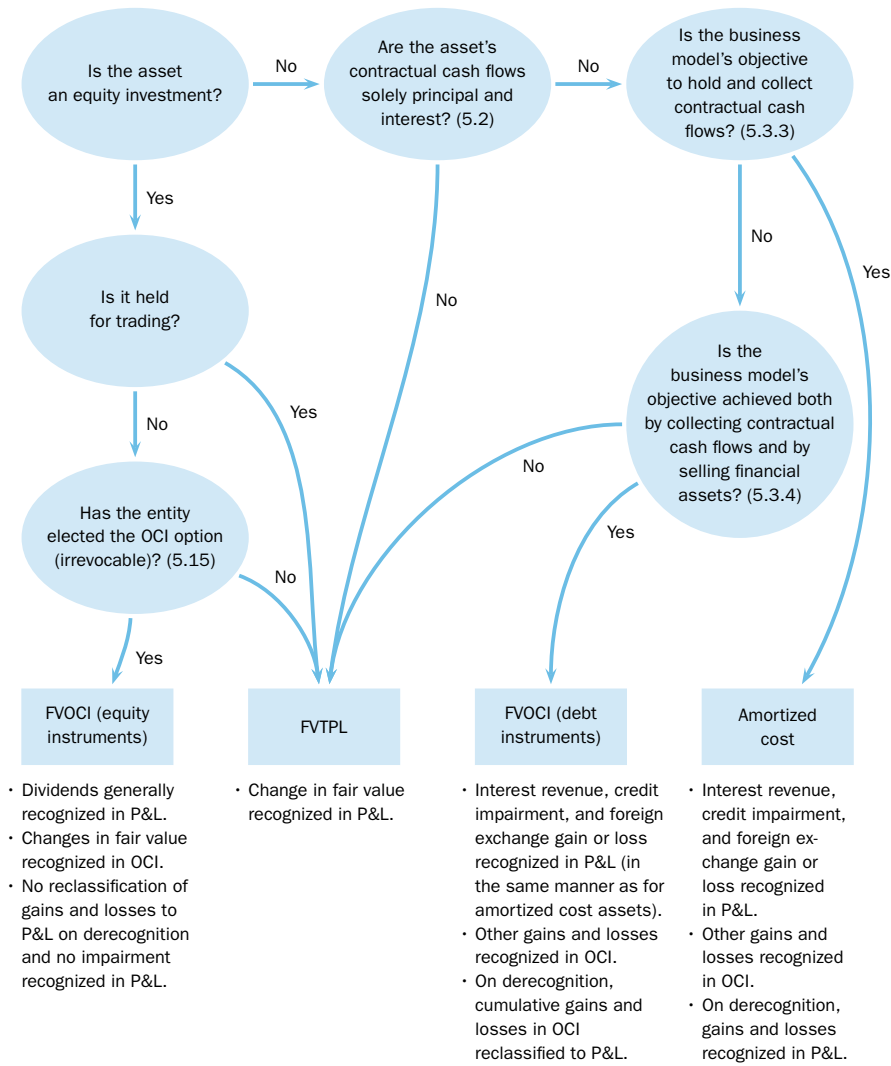 Is the asset
an equity investment?
No
Are the asset's
contractual cash flows
solely principal and
interest? (5.2)
No
Is the business
model's objective
to hold and collect
contractual cash
flows? (5.3.3)
Yes
No
Yes
Is it held
for trading?
No
Yes
No
Is the
business model's
objective achieved both
by collecting contractual
cash flows and by
selling financial
assets? (5.3.4)
No
Yes
Has the entity
elected the OCI option
(irrevocable)? (5.15)
No
Yes
FVOCI (equity
instruments)
· Dividends generally
recognized in P&L.
· Changes in fair value
recognized in OCI.
· No reclassification of
gains and losses to
P&L on derecognition
and no impairment
recognized in P&L.
FVTPL
· Change in fair value
recognized in P&L.
FVOCI (debt
instruments)
· Interest revenue, credit
impairment, and foreign
exchange gain or loss
recognized in P&L (in
the same manner as for
amortized cost assets).
· Other gains and losses
recognized in OCI.
· On derecognition,
cumulative gains and
losses in OCI
reclassified to P&L.
Amortized
cost
· Interest revenue,
credit impairment,
and foreign ex-
change gain or
loss recognized
in P&L.
· Other gains and
losses recognized
in OCI.
· On derecognition,
gains and losses
recognized in P&L.